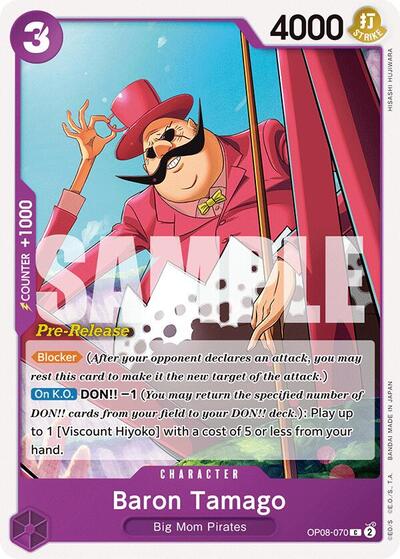 3
4000
打
STRIKE
HISASHI HUJIWARA
COUNTER +1000
SAMPLE
Pre-Release
Blocker (After your opponent declares an attack, you may
rest this card to make it the new target of the attack.)
On K.O. DON!! −1 (You may return the specified number of
DON!! cards from your field to your DON!! deck.): Play up
to 1 [Viscount Hiyoko] with a cost of 5 or less from your
hand.
CHARACTER
Baron Tamago
Big Mom Pirates
OP08-070 C 2
©E.O/S ©E.O./S., T.A. BANDAI MADE IN JAPAN